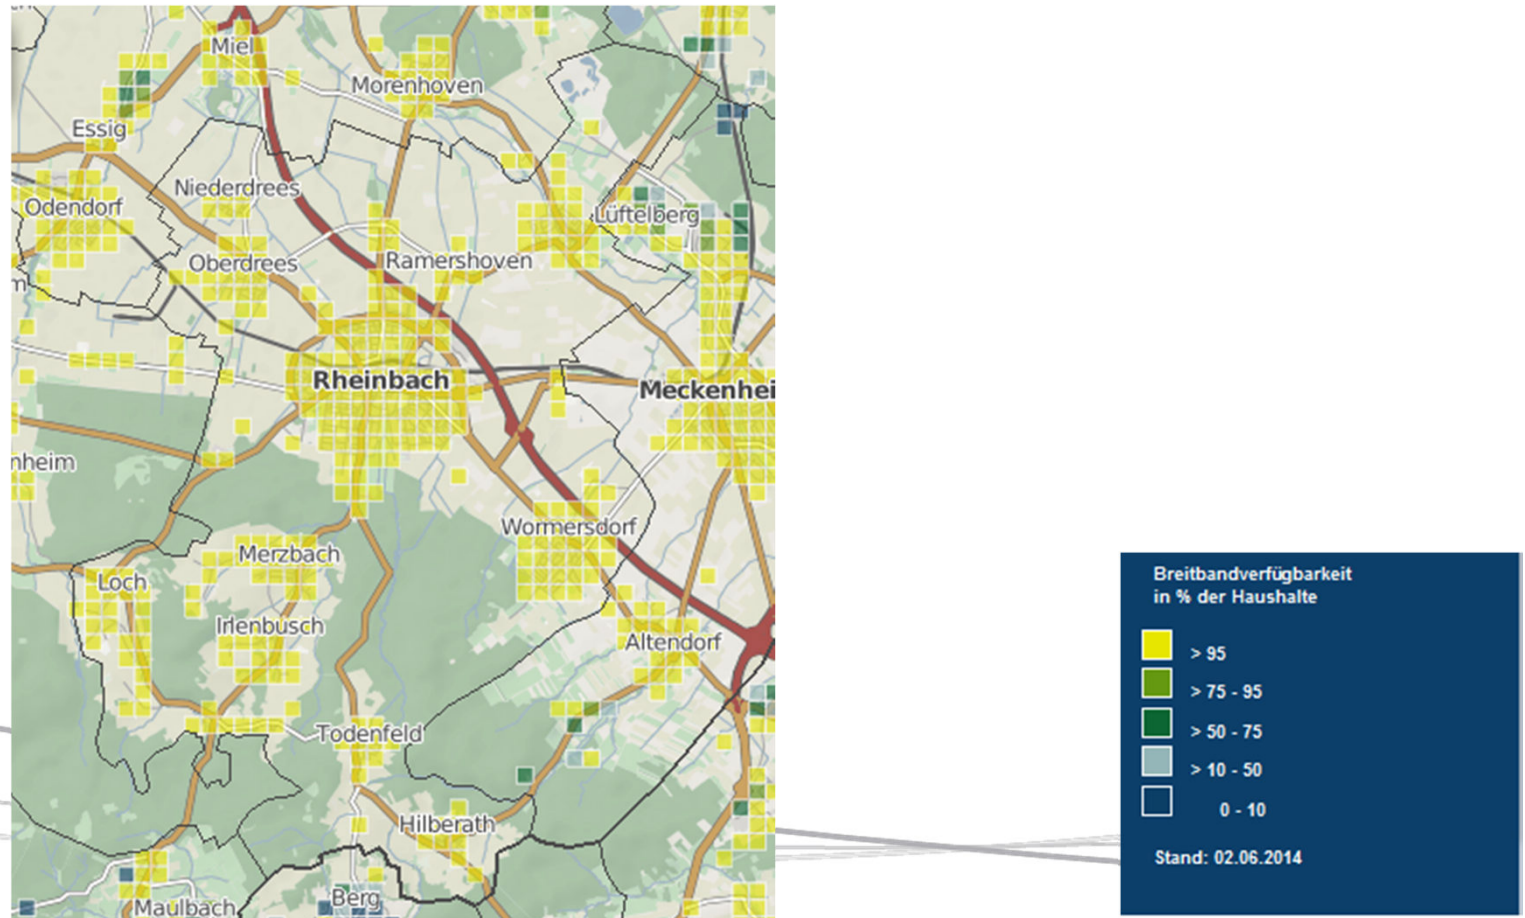 Miel
Morenhoven
Essig
Niederdrees
Odendorf
Lüftelberg
Oberdrees
Ramershoven
m
Rheinbach
Meckenhei
nheim
Wormersdorf
Merzbach
Loch
Irlenbusch
Altendorf
Todenfeld
Hilberath
Berg
Maulbach
Breitbandverfügbarkeit
in % der Haushalte
> 95
> 75 - 95
> 50 - 75
> 10 - 50
0 - 10
Stand: 02.06.2014